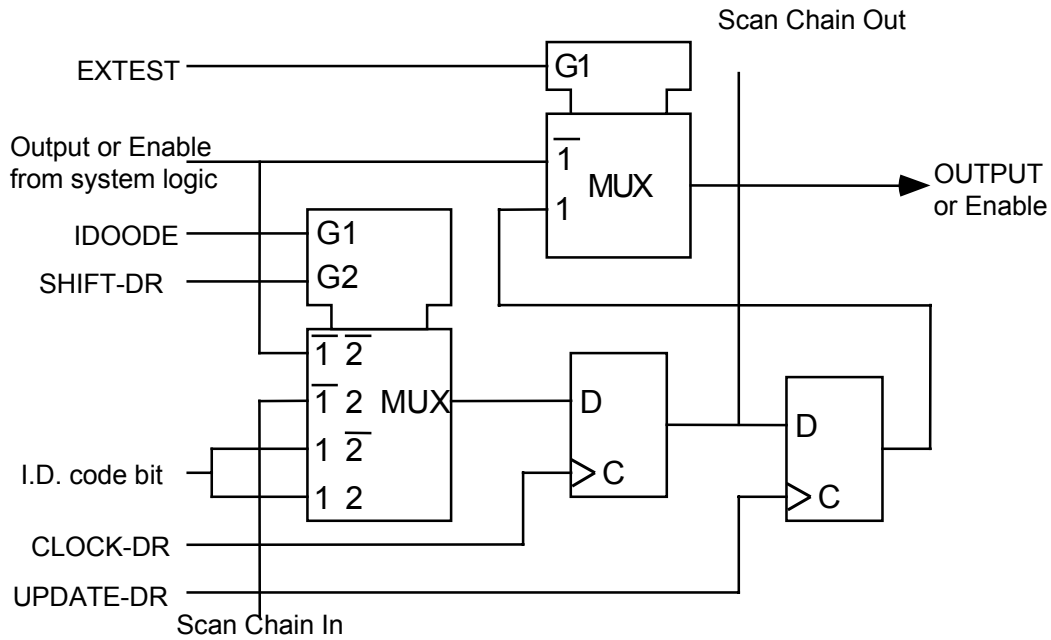 Scan Chain Out
EXTEST
G1
Output or Enable
from system logic
1
MUX
1
OUTPUT
or Enable
IDOODE
G1
SHIFT-DR
G2
1 2
1 2
MUX
1 2
1 2
I.D. code bit
D
C
D
C
CLOCK-DR
UPDATE-DR
Scan Chain In